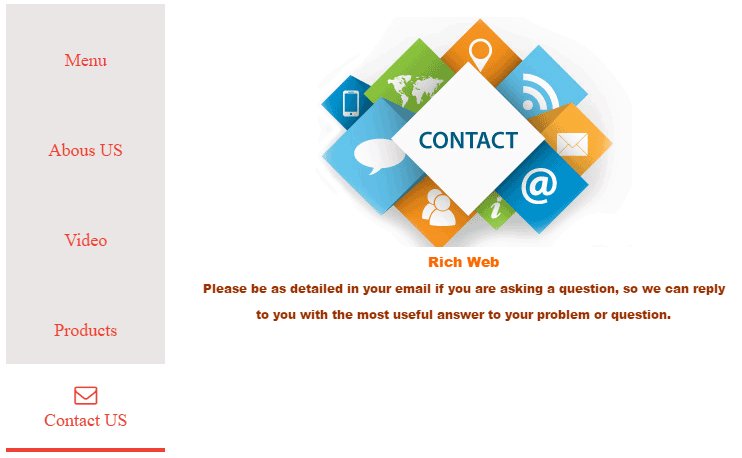 Menu
Abous US
Video
Products
Contact US
CONTACT
@
i
Rich Web
Please be as detailed in your email if you are asking a question, so we can reply
to you with the most useful answer to your problem or question.